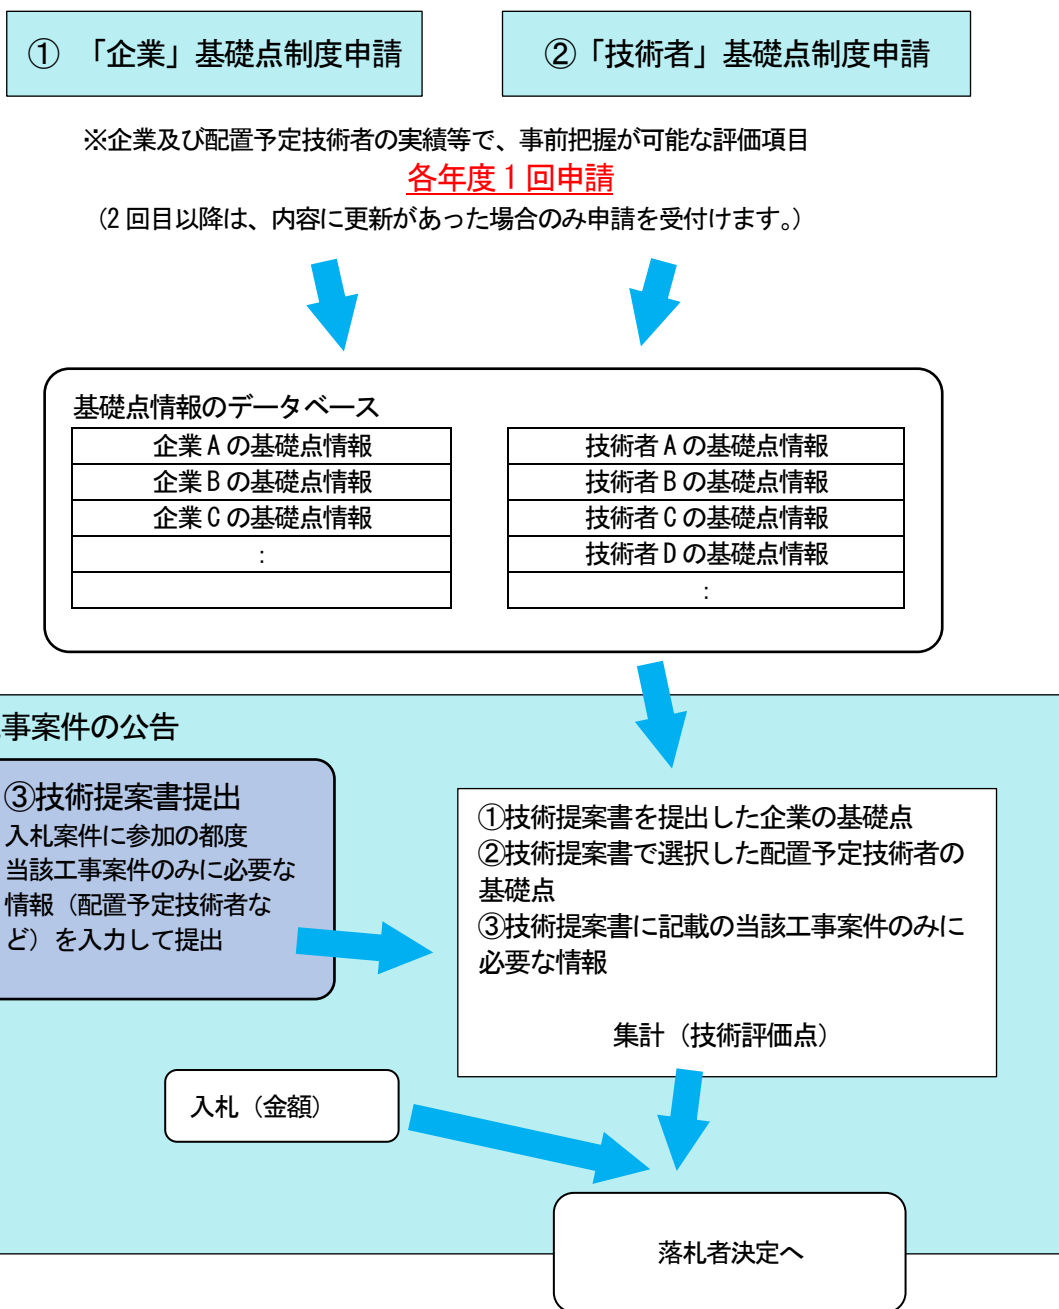 ① 「企業」基礎点制度申請
②「技術者」基礎点制度申請
※企業及び配置予定技術者の実績等で、事前把握が可能な評価項目
各年度１回申請
（2 回目以降は、内容に更新があった場合のみ申請を受付けます。）
基礎点情報のデータベース
企業 A の基礎点情報
企業 B の基礎点情報
企業 C の基礎点情報
：
技術者 A の基礎点情報
技術者 B の基礎点情報
技術者 C の基礎点情報
技術者 D の基礎点情報
：
事案件の公告
③技術提案書提出
入札案件に参加の都度
当該工事案件のみに必要な
情報（配置予定技術者な
ど）を入力して提出
①技術提案書を提出した企業の基礎点
②技術提案書で選択した配置予定技術者の
基礎点
③技術提案書に記載の当該工事案件のみに
必要な情報
集計（技術評価点）
入札（金額）
落札者決定へ